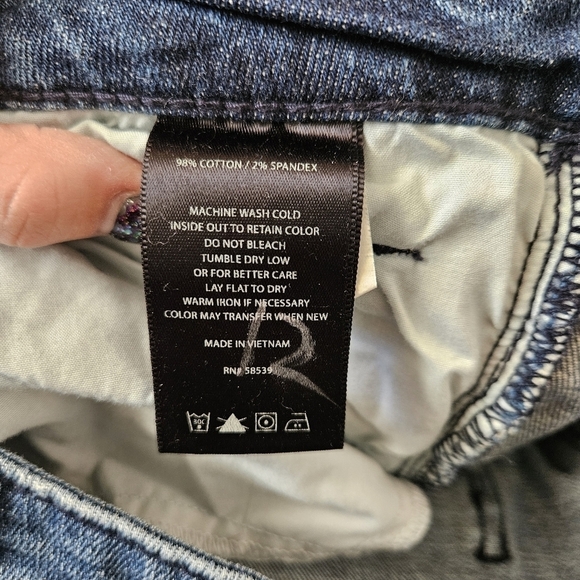 98% COTTON / 2% SPANDEX
MACHINE WASH COLD
INSIDE OUT TO RETAIN COLOR
DO NOT BLEACH
TUMBLE DRY LOW
OR FOR BETTER CARE
LAY FLAT TO DRY
WARM IRON IF NECESSARY
COLOR MAY TRANSFER WHEN NEW
MADE IN VIETNAM
RN# 58539